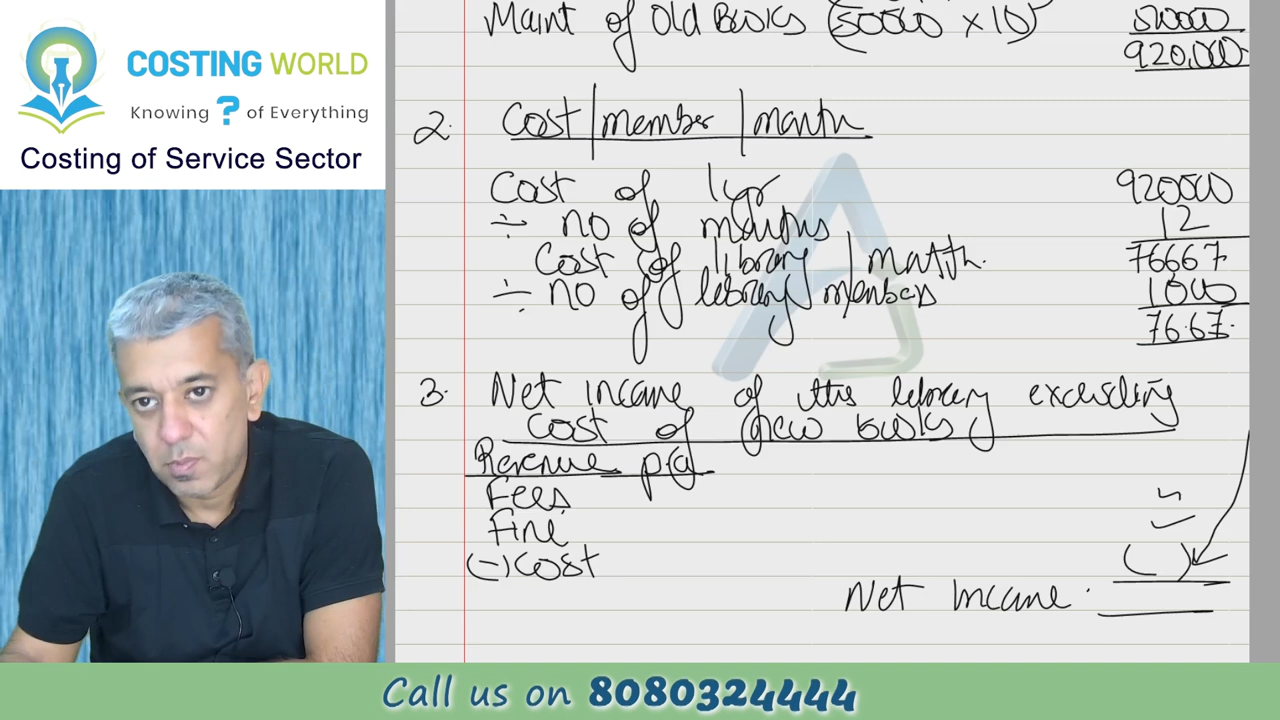 COSTING WORLD
Knowing ? of Everything
Costing of Service Sector
Maint of Old Books (50000 × 10)
500000
920,000
2. Cost/member/month
Cost of 1 yr 920000
÷ no of months 12
Cost of library/month. 76667
÷ no of library members 1000
76.67
3. Net income of the library excluding
cost of new books
Revenue p.a
Fees
Fine
(-) cost ( )
Net Income.
Call us on 8080324444